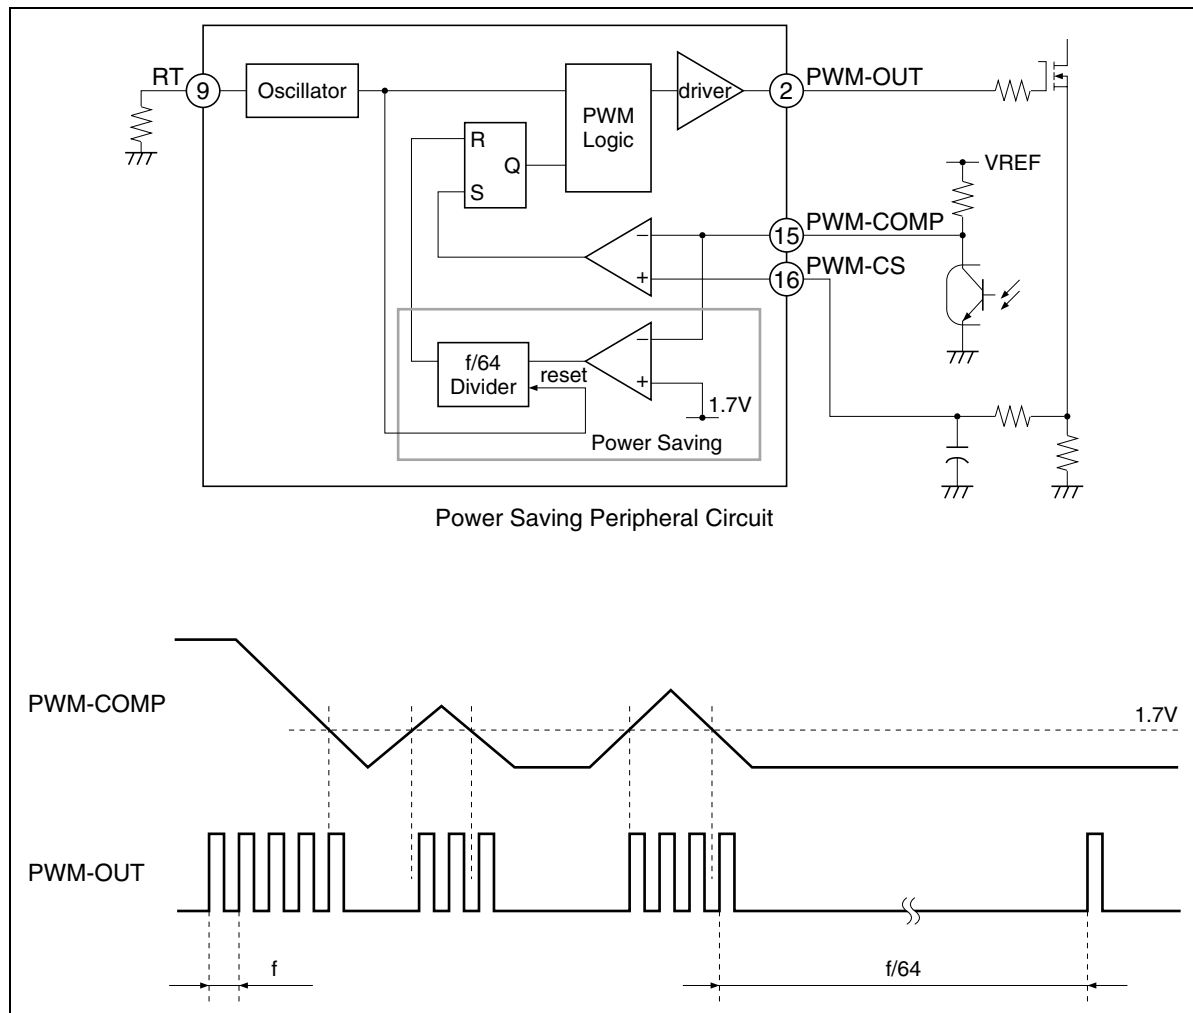 RT
9
Oscillator
PWM
Logic
driver
2
PWM-OUT
R
S
Q
VREF
15
PWM-COMP
16
PWM-CS
−
+
f/64
Divider
reset
−
+
1.7V
Power Saving
Power Saving Peripheral Circuit
PWM-COMP
1.7V
PWM-OUT
f
f/64